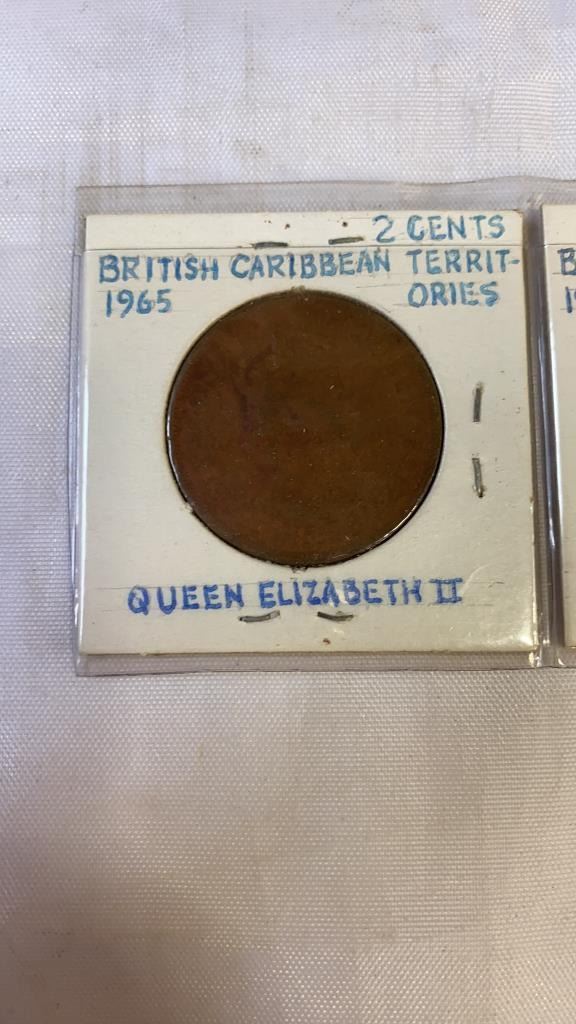 2 CENTS
BRITISH CARIBBEAN TERRIT-
1965 ORIES
QUEEN ELIZABETH II
B